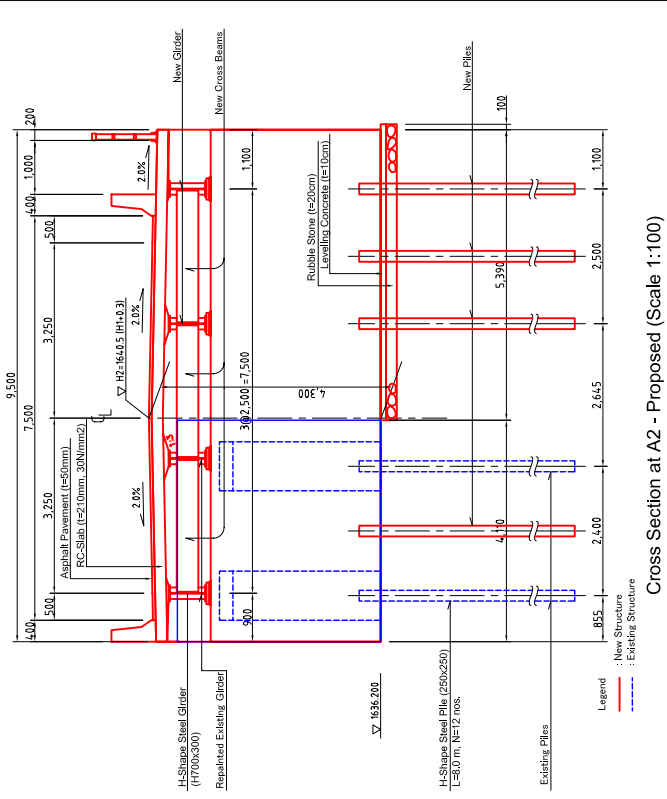 9,500
400
7,500
400
1,000
200
500
3,250
3,250
500
Asphalt Pavement (t=50mm)
RC-Slab (t=210mm, 30N/mm2)
▽ H2=1640.5 (H1+0.3)
CL
2.0%
2.0%
2.0%
1:3
New Girder
New Cross Beams
H-Shape Steel Girder
(H700x300)
Repainted Existing Girder
900
3@2,500 =7,500
1,100
4,300
Rubble Stone (t=20cm)
Levelling Concrete (t=10cm)
▽ 1636.200
New Piles
100
H-Shape Steel Pile (250x250)
L=8.0 m, N=12 nos.
4,110
5,390
Existing Piles
855
2,400
2,645
2,500
1,100
Legend
: New Structure
: Existing Structure
Cross Section at A2 - Proposed (Scale 1:100)